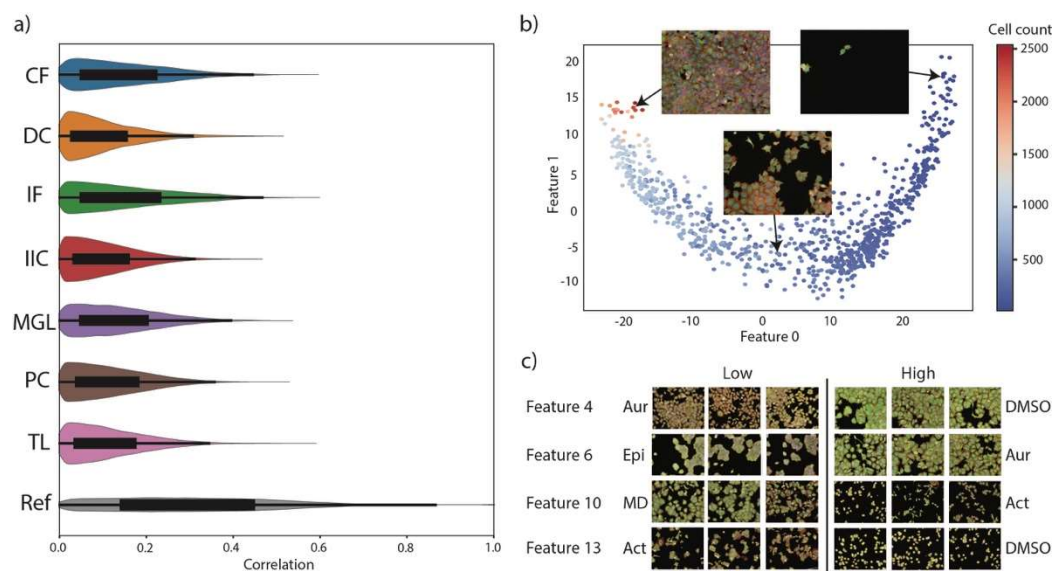 a)
CF
DC
IF
IIC
MGL
PC
TL
Ref
0.0 0.2 0.4 0.6 0.8 1.0
Correlation
b)
Cell count
20
15
10
5
0
-5
-10
Feature 1
-20 -10 0 10 20
Feature 0
2500
2000
1500
1000
500
c)
Low High
Feature 4 Aur DMSO
Feature 6 Epi Aur
Feature 10 MD Act
Feature 13 Act DMSO